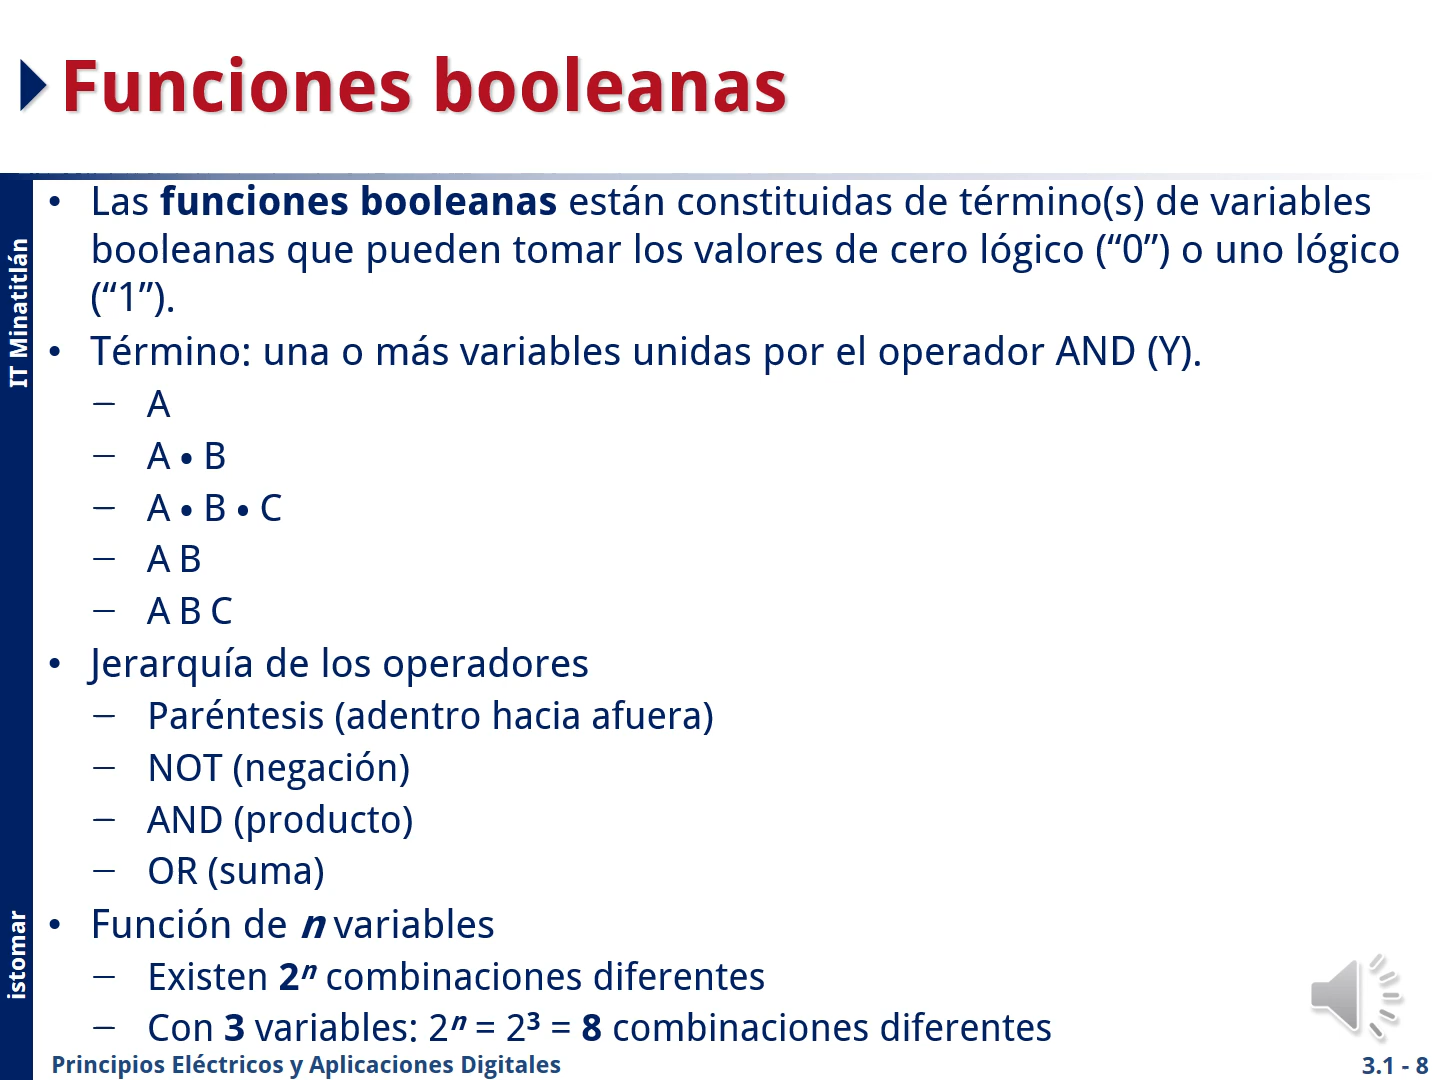 Funciones booleanas
• Las funciones booleanas están constituidas de término(s) de variables
booleanas que pueden tomar los valores de cero lógico (“0”) o uno lógico
(“1”).
• Término: una o más variables unidas por el operador AND (Y).
– A
– A • B
– A • B • C
– A B
– A B C
• Jerarquía de los operadores
– Paréntesis (adentro hacia afuera)
– NOT (negación)
– AND (producto)
– OR (suma)
• Función de n variables
– Existen 2ⁿ combinaciones diferentes
– Con 3 variables: 2ⁿ = 2³ = 8 combinaciones diferentes
IT Minatitlán
istomar
Principios Eléctricos y Aplicaciones Digitales
3.1 - 8